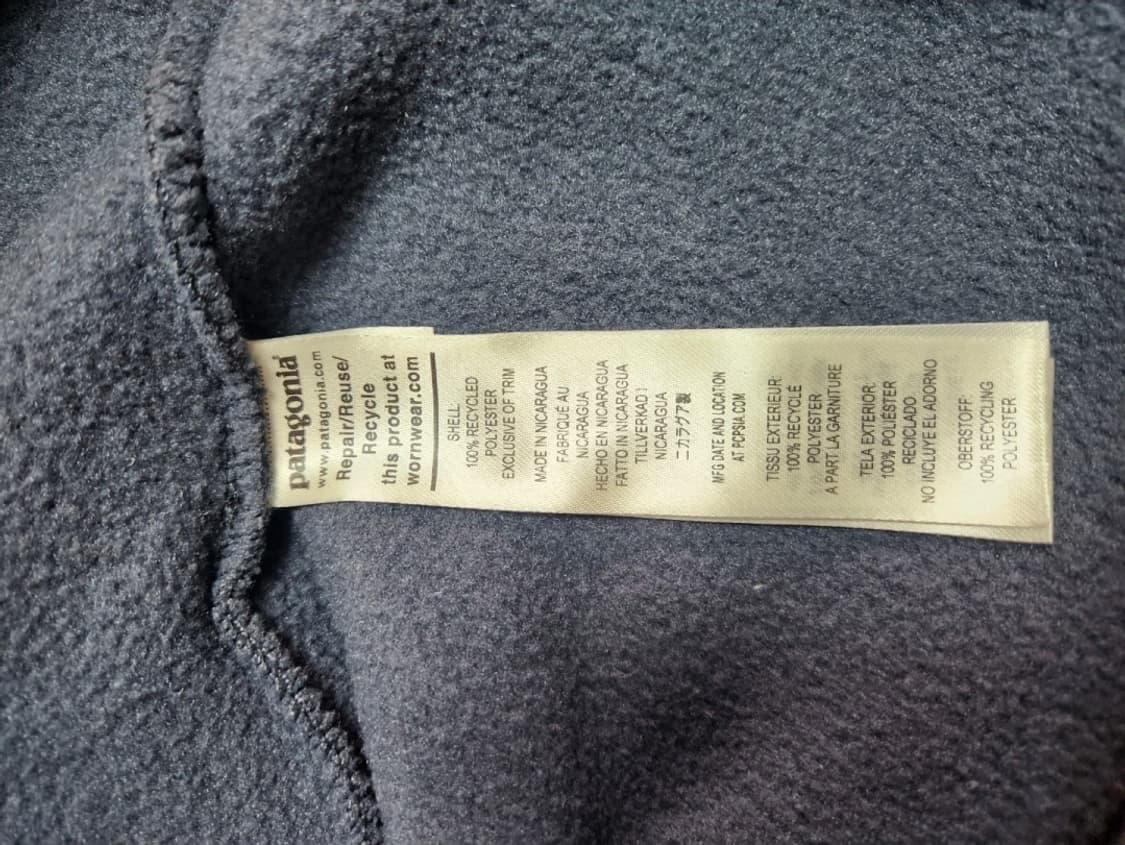 patagonia®
www.patagonia.com
Repair/Reuse/
Recycle
this product at
wornwear.com
SHELL:
100% RECYCLED
POLYESTER
EXCLUSIVE OF TRIM
MADE IN NICARAGUA
FABRIQUÉ AU
NICARAGUA
HECHO EN NICARAGUA
FATTO IN NICARAGUA
TILLVERKAD I
NICARAGUA
ニカラグア製
MFG DATE AND LOCATION
AT PCPSIA.COM
TISSU EXTERIEUR:
100% RECYCLÉ
POLYESTER
A PART LA GARNITURE
TELA EXTERIOR:
100% POLIÉSTER
RECICLADO
NO INCLUYE EL ADORNO
OBERSTOFF:
100% RECYCLING
POLYESTER